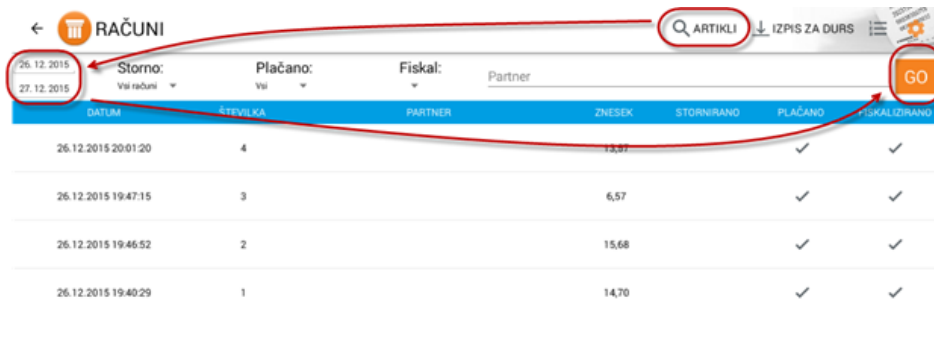 RAČUNI ARTIKLI IZPIS ZA DURS
26. 12. 2015 Storno: Plačano: Fiskal: Partner GO
27. 12. 2015 Vsi računi Vsi
DATUM ŠTEVILKA PARTNER ZNESEK STORNIRANO PLAČANO FISKALIZIRANO
26.12.2015 20:01:20 4
26.12.2015 19:47:15 3 6,57
26.12.2015 19:46:52 2 15,68
26.12.2015 19:40:29 1 14,70